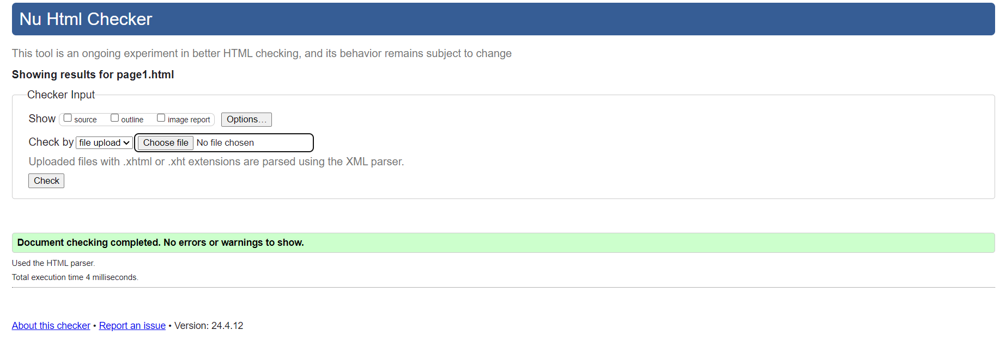 Nu Html Checker
This tool is an ongoing experiment in better HTML checking, and its behavior remains subject to change
Showing results for page1.html
Checker Input
Show source outline image report Options...
Check by file upload Choose file No file chosen
Uploaded files with .xhtml or .xht extensions are parsed using the XML parser.
Check
Document checking completed. No errors or warnings to show.
Used the HTML parser.
Total execution time 4 milliseconds.
About this checker • Report an issue • Version: 24.4.12